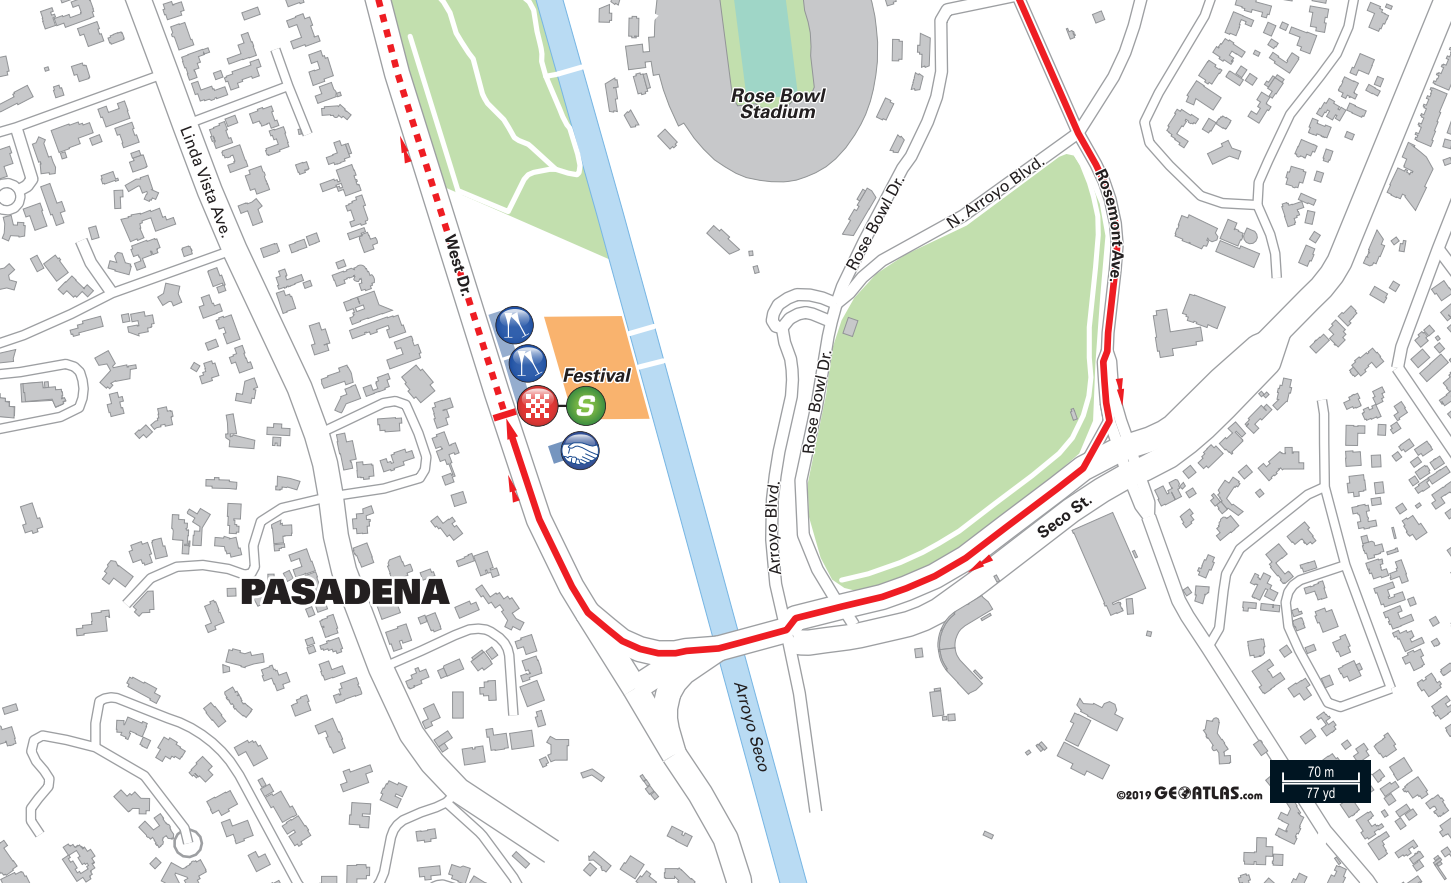 Rose Bowl
Stadium
Linda Vista Ave.
N. Arroyo Blvd.
Rosemont Ave.
Rose Bowl Dr.
West Dr.
Festival
S
Rose Bowl Dr.
Arroyo Blvd.
Seco St.
PASADENA
Arroyo Seco
70 m
77 yd
©2019 GEOATLAS.com